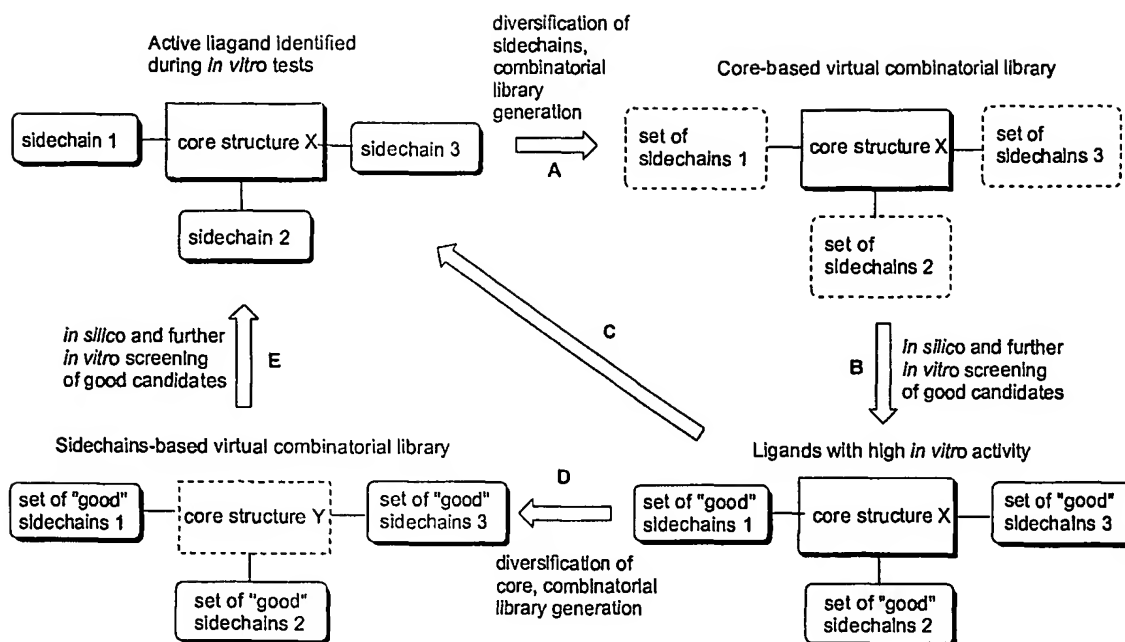 Active liagand identified
during in vitro tests
sidechain 1
core structure X
sidechain 3
sidechain 2
diversification of
sidechains,
combinatorial
library
generation
A
Core-based virtual combinatorial library
set of
sidechains 1
core structure X
set of
sidechains 3
set of
sidechains 2
B
in silico and further
in vitro screening
of good candidates
C
in silico and further
in vitro screening
of good candidates
E
Sidechains-based virtual combinatorial library
set of "good"
sidechains 1
core structure Y
set of "good"
sidechains 3
set of "good"
sidechains 2
D
diversification of
core, combinatorial
library generation
Ligands with high in vitro activity
set of "good"
sidechains 1
core structure X
set of "good"
sidechains 3
set of "good"
sidechains 2